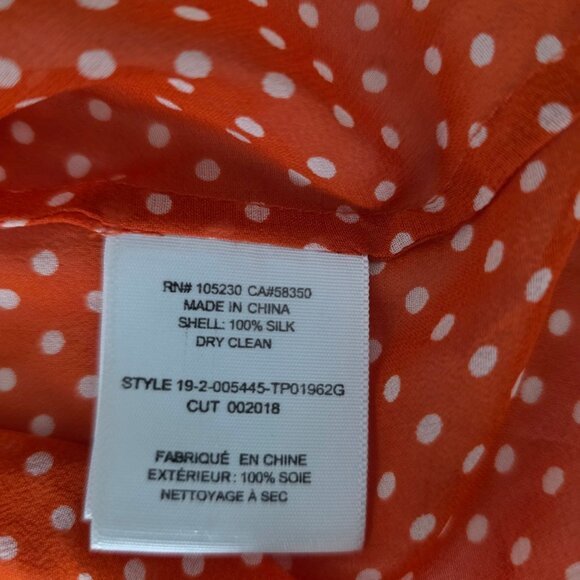 RN# 105230 CA#58350
MADE IN CHINA
SHELL: 100% SILK
DRY CLEAN
STYLE 19-2-005445-TP01962G
CUT 002018
FABRIQUÉ EN CHINE
EXTÉRIEUR: 100% SOIE
NETTOYAGE À SEC